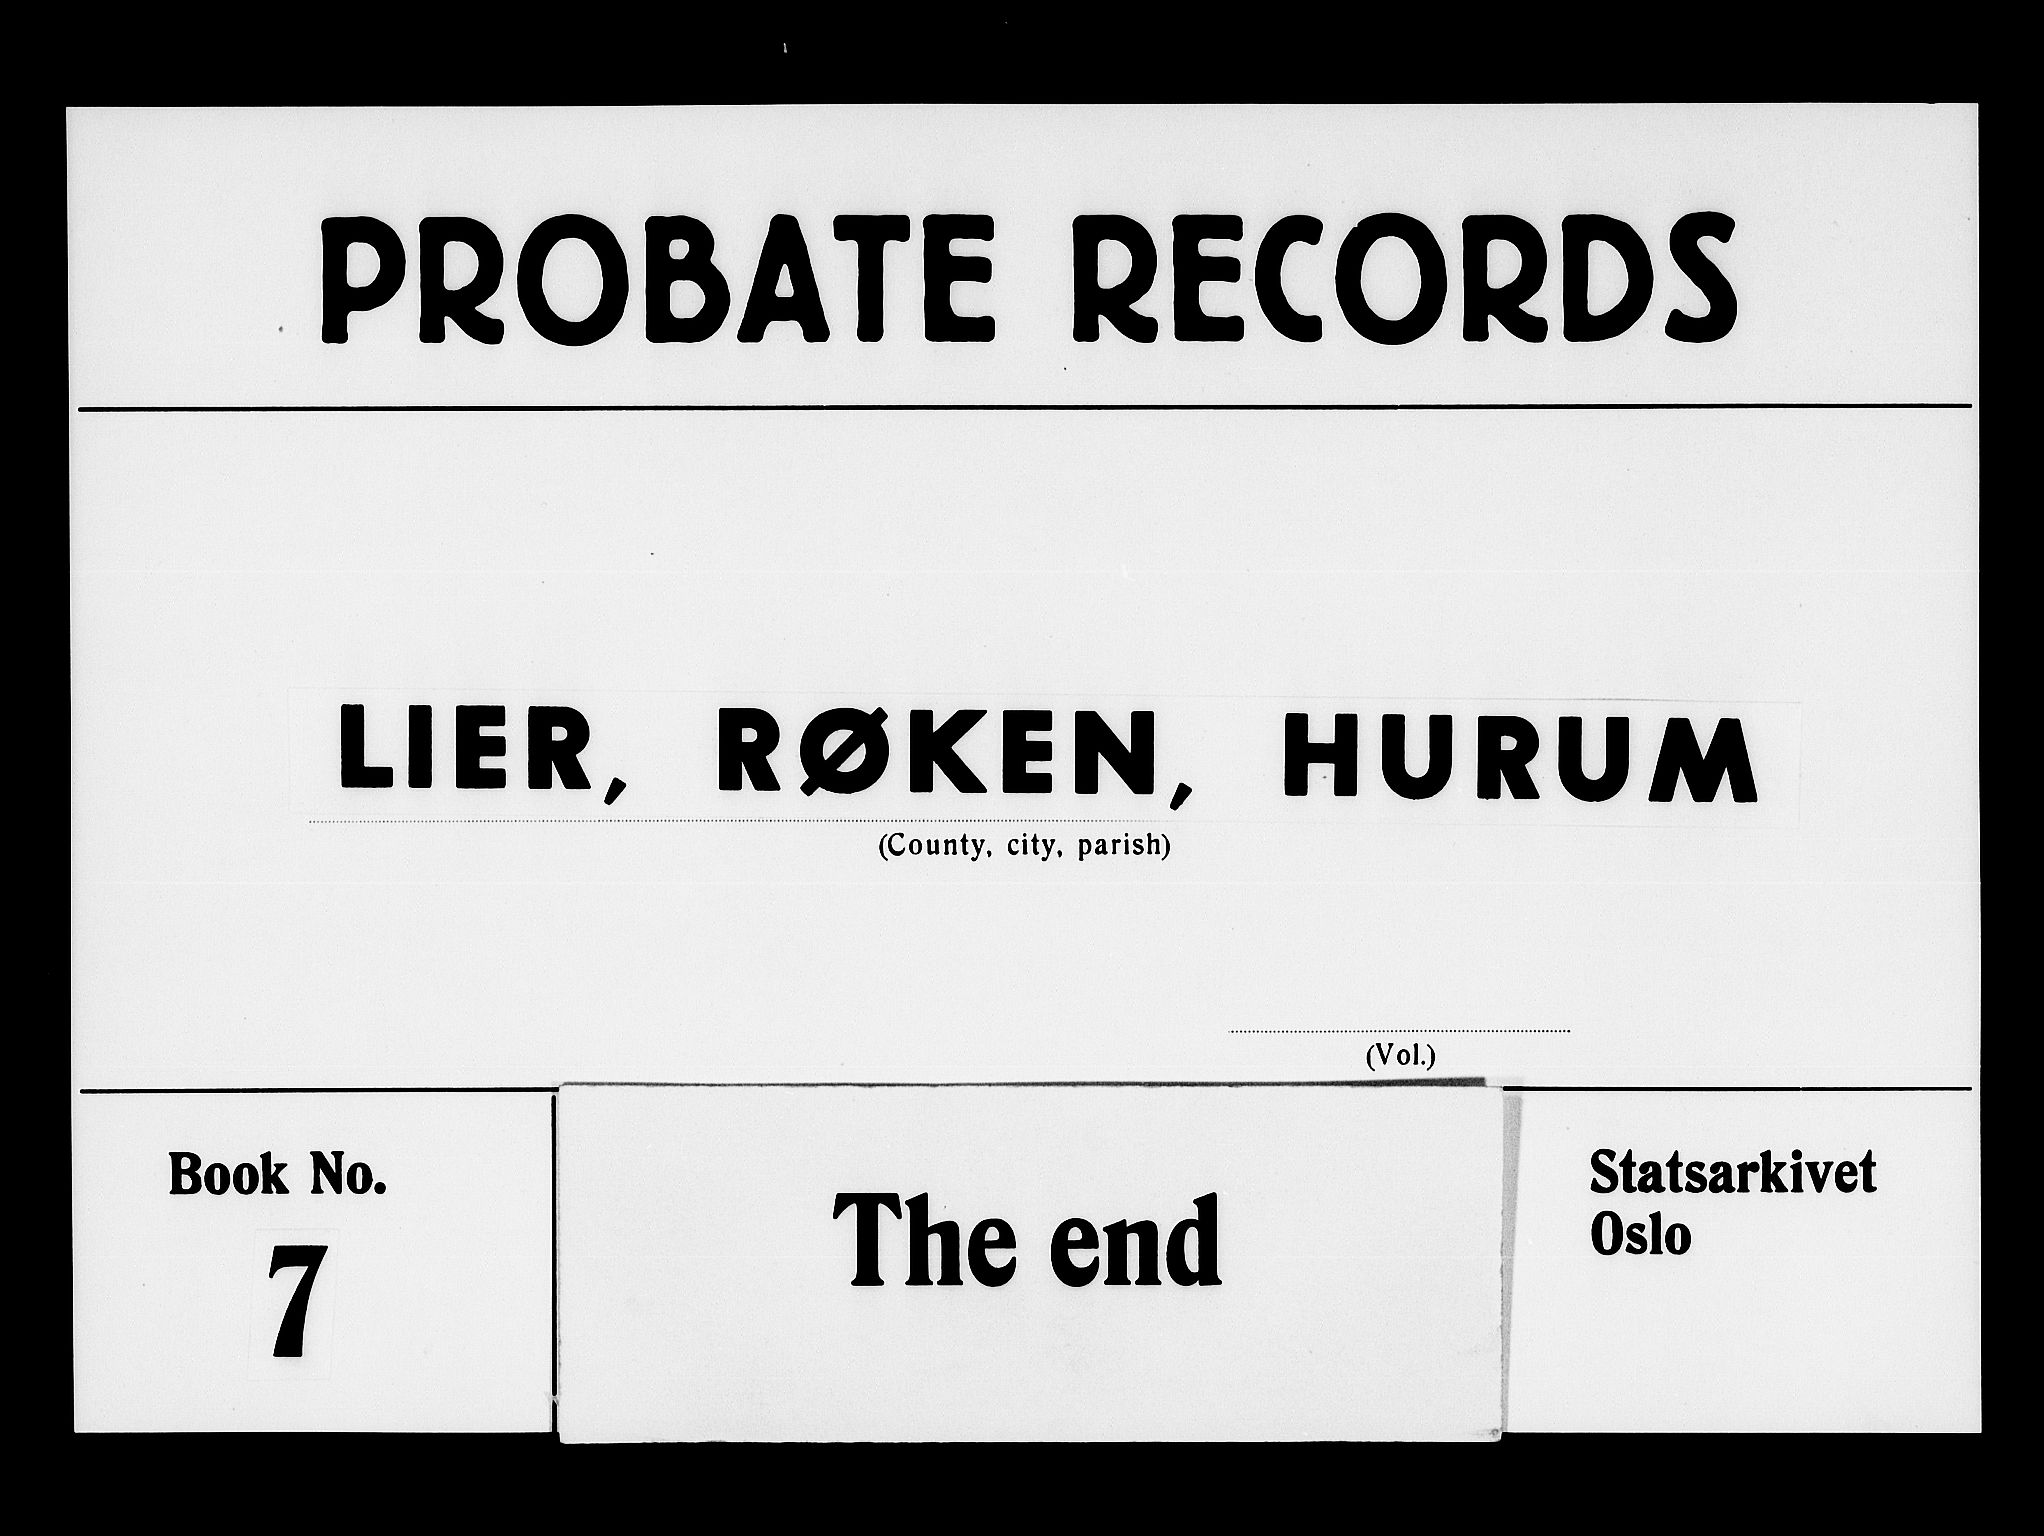 PROBATE RECORDS
LIER, RØKEN, HURUM
(County, city, parish)
(Vol.)
Book No.
7
The end
Statsarkivet
Oslo